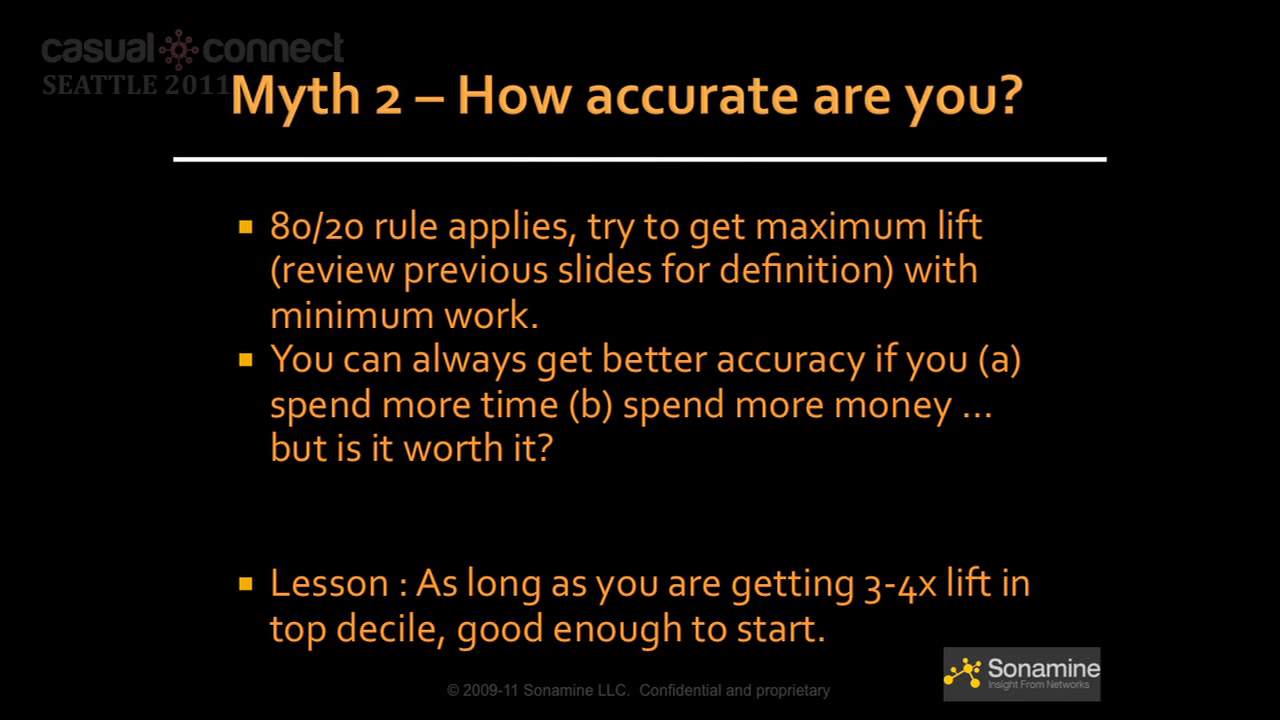 casual connect
SEATTLE 2011
Myth 2 – How accurate are you?
80/20 rule applies, try to get maximum lift
(review previous slides for definition) with
minimum work.
You can always get better accuracy if you (a)
spend more time (b) spend more money ...
but is it worth it?
Lesson : As long as you are getting 3-4x lift in
top decile, good enough to start.
Sonamine
Insight From Networks
© 2009-11 Sonamine LLC. Confidential and proprietary